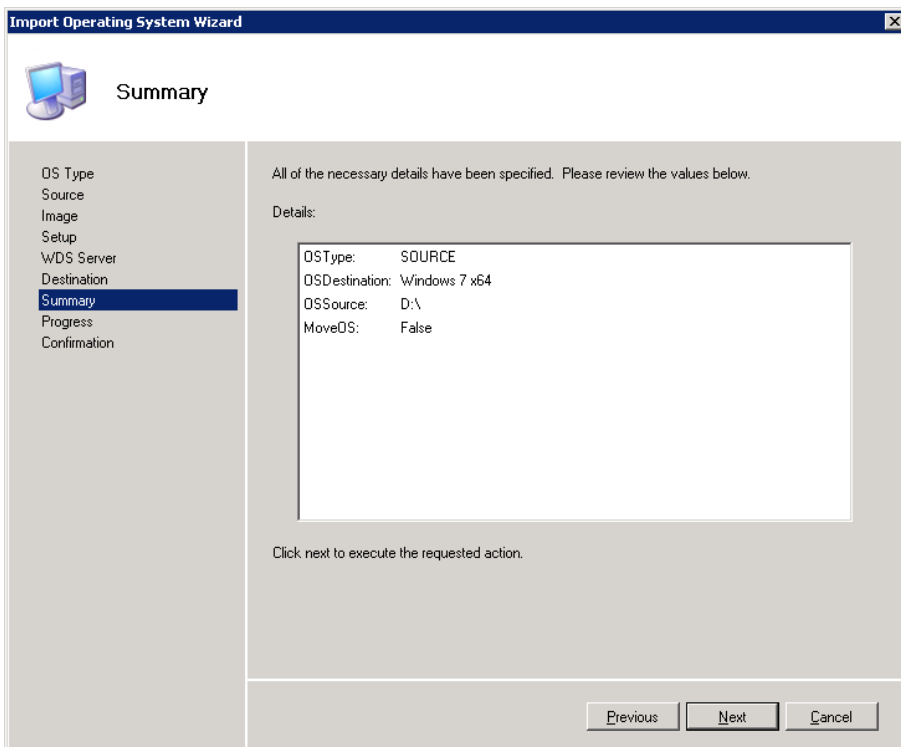 Import Operating System Wizard
Summary
OS Type
Source
Image
Setup
WDS Server
Destination
Summary
Progress
Confirmation
All of the necessary details have been specified.  Please review the values below.
Details:
OSType: SOURCE
OSDestination: Windows 7 x64
OSSource: D:\
MoveOS: False
Click next to execute the requested action.
Previous Next Cancel